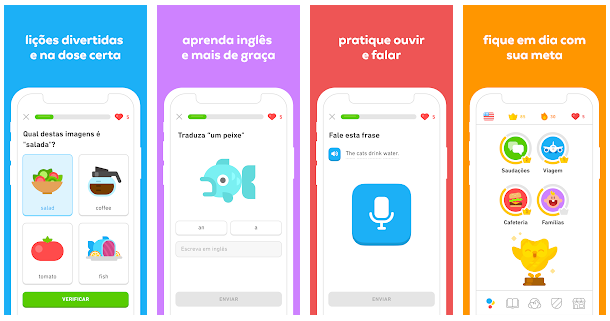 lições divertidas
e na dose certa
5
Qual destas imagens é
"salada"?
salad
coffee
tomato
fish
VERIFICAR
aprenda inglês
e mais de graça
5
Traduza "um peixe"
an
a
Escreva em inglês
ENVIAR
pratique ouvir
e falar
5
Fale esta frase
The cats drink water.
ENVIAR
fique em dia com
sua meta
5
Saudações
Viagem
Cafeteria
Famílias